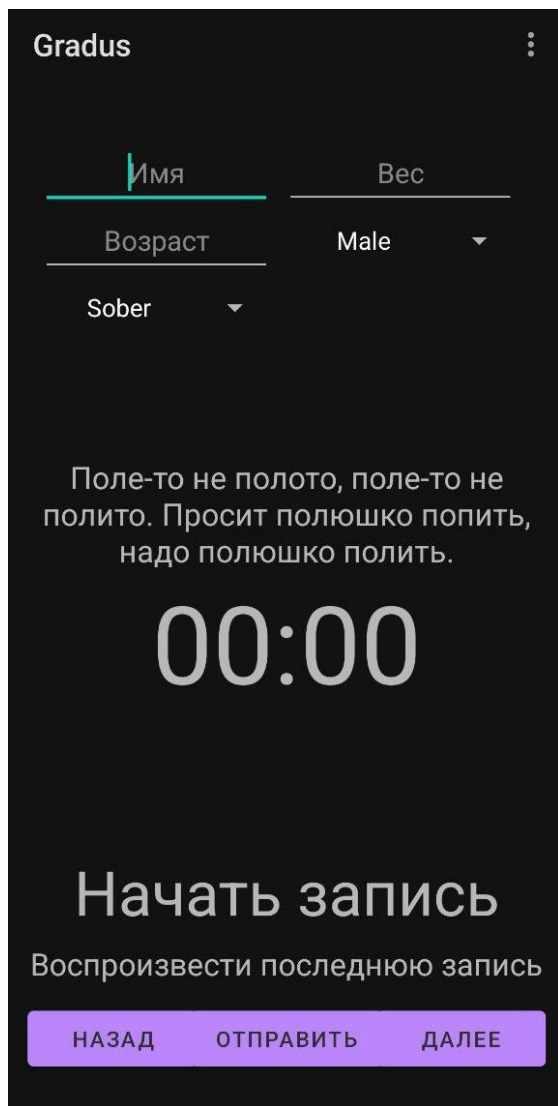 Gradus
Имя
Вес
Возраст
Male
Sober
Поле-то не полото, поле-то не
полито. Просит полюшко попить,
надо полюшко полить.
00:00
Начать запись
Воспроизвести последнюю запись
НАЗАД
ОТПРАВИТЬ
ДАЛЕЕ